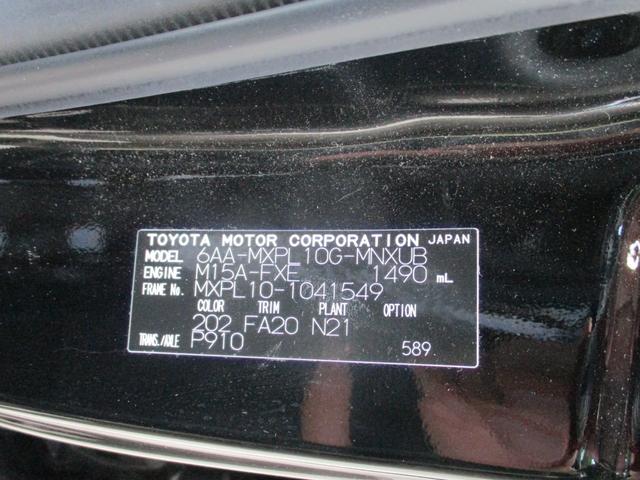 TOYOTA MOTOR CORPORATION JAPAN
MODEL 6AA-MXPL10G-MNXUB
ENGINE M15A-FXE 1490 mL
FRAME No. MXPL10-1041549
COLOR TRIM PLANT OPTION
202 FA20 N21
TRANS./AXLE P910
589